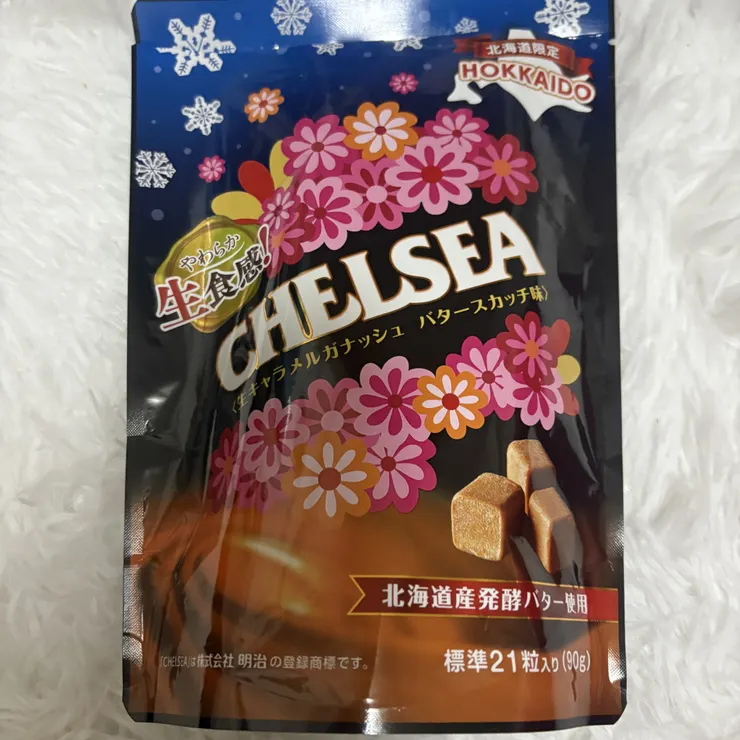 北海道限定
HOKKAIDO
やわらか
生食感!
CHELSEA
〈生キャラメルガナッシュ バタースカッチ味〉
北海道産発酵バター使用
「CHELSEA」は株式会社 明治 の登録商標です。
標準21粒入り(90g)